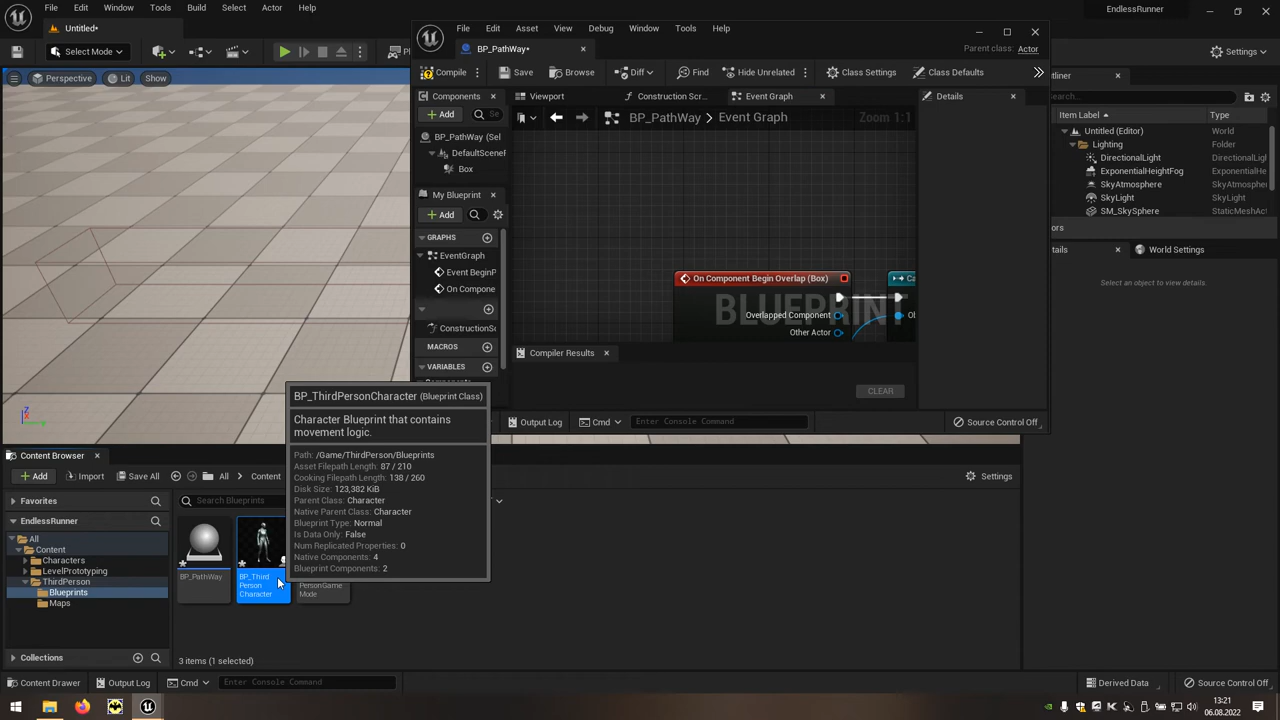 File Edit Window Tools Build Select Actor Help
EndlessRunner
Untitled*
Select Mode
Settings
Perspective
Lit
Show
File Edit Asset View Debug Window Tools Help
BP_PathWay*
Parent class: Actor
Compile
Save
Browse
Diff
Find
Hide Unrelated
Class Settings
Class Defaults
Components
Viewport
Construction Scr...
Event Graph
Details
Add
BP_PathWay > Event Graph
Zoom 1:1
BP_PathWay (Sel
DefaultSceneR
Box
My Blueprint
Add
GRAPHS
EventGraph
Event BeginP
On Compone
ConstructionSc
MACROS
VARIABLES
On Component Begin Overlap (Box)
BLUEPRINT
Overlapped Component
Other Actor
Compiler Results
CLEAR
Output Log
Cmd
Enter Console Command
Source Control Off
Item Label
Type
Untitled (Editor)
World
Lighting
Folder
DirectionalLight
DirectionalLigl
ExponentialHeightFog
ExponentialHe
SkyAtmosphere
SkyAtmosphere
SkyLight
SkyLight
SM_SkySphere
StaticMeshAct
World Settings
Select an object to view details.
BP_ThirdPersonCharacter (Blueprint Class)
Character Blueprint that contains
movement logic.
Path: /Game/ThirdPerson/Blueprints
Asset Filepath Length: 87 / 210
Cooking Filepath Length: 138 / 260
Disk Size: 123,382 KiB
Parent Class: Character
Native Parent Class: Character
Blueprint Type: Normal
Is Data Only: False
Num Replicated Properties: 0
Native Components: 4
Blueprint Components: 2
Content Browser
Add
Import
Save All
All
Content
Settings
Favorites
Search Blueprints
EndlessRunner
All
Content
Characters
LevelPrototyping
ThirdPerson
Blueprints
Maps
BP_PathWay
BP_Third
Person
Character
PersonGame
Mode
Collections
3 items (1 selected)
Content Drawer
Output Log
Cmd
Enter Console Command
Derived Data
Source Control Off
13:21
06.08.2022